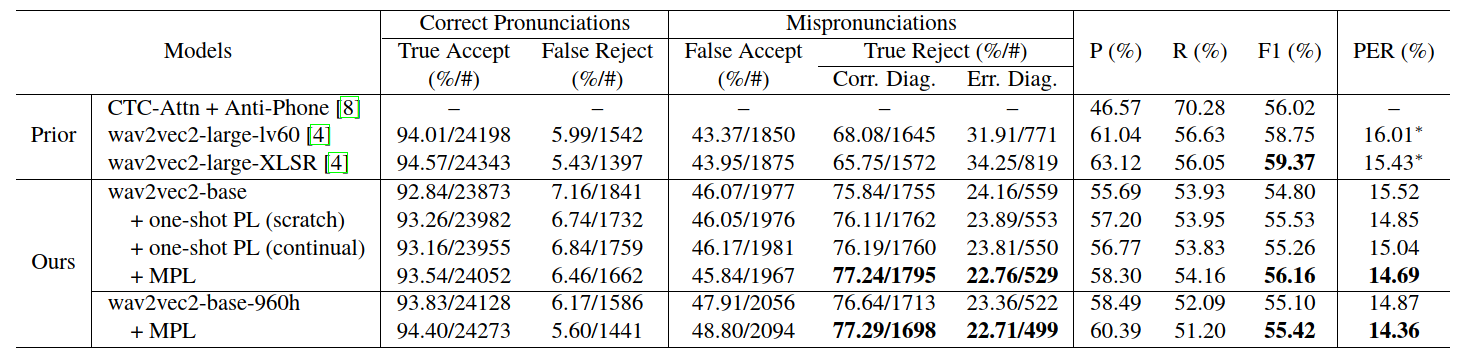 Correct Pronunciations Mispronunciations
Models True Accept False Reject False Accept True Reject (%/#) P (%) R (%) F1 (%) PER (%)
(%/#) (%/#) (%/#) Corr. Diag. Err. Diag.
CTC-Attn + Anti-Phone [8] – – – – – 46.57 70.28 56.02 –
Prior wav2vec2-large-lv60 [4] 94.01/24198 5.99/1542 43.37/1850 68.08/1645 31.91/771 61.04 56.63 58.75 16.01*
wav2vec2-large-XLSR [4] 94.57/24343 5.43/1397 43.95/1875 65.75/1572 34.25/819 63.12 56.05 59.37 15.43*
wav2vec2-base 92.84/23873 7.16/1841 46.07/1977 75.84/1755 24.16/559 55.69 53.93 54.80 15.52
+ one-shot PL (scratch) 93.26/23982 6.74/1732 46.05/1976 76.11/1762 23.89/553 57.20 53.95 55.53 14.85
+ one-shot PL (continual) 93.16/23955 6.84/1759 46.17/1981 76.19/1760 23.81/550 56.77 53.83 55.26 15.04
Ours + MPL 93.54/24052 6.46/1662 45.84/1967 77.24/1795 22.76/529 58.30 54.16 56.16 14.69
wav2vec2-base-960h 93.83/24128 6.17/1586 47.91/2056 76.64/1713 23.36/522 58.49 52.09 55.10 14.87
+ MPL 94.40/24273 5.60/1441 48.80/2094 77.29/1698 22.71/499 60.39 51.20 55.42 14.36